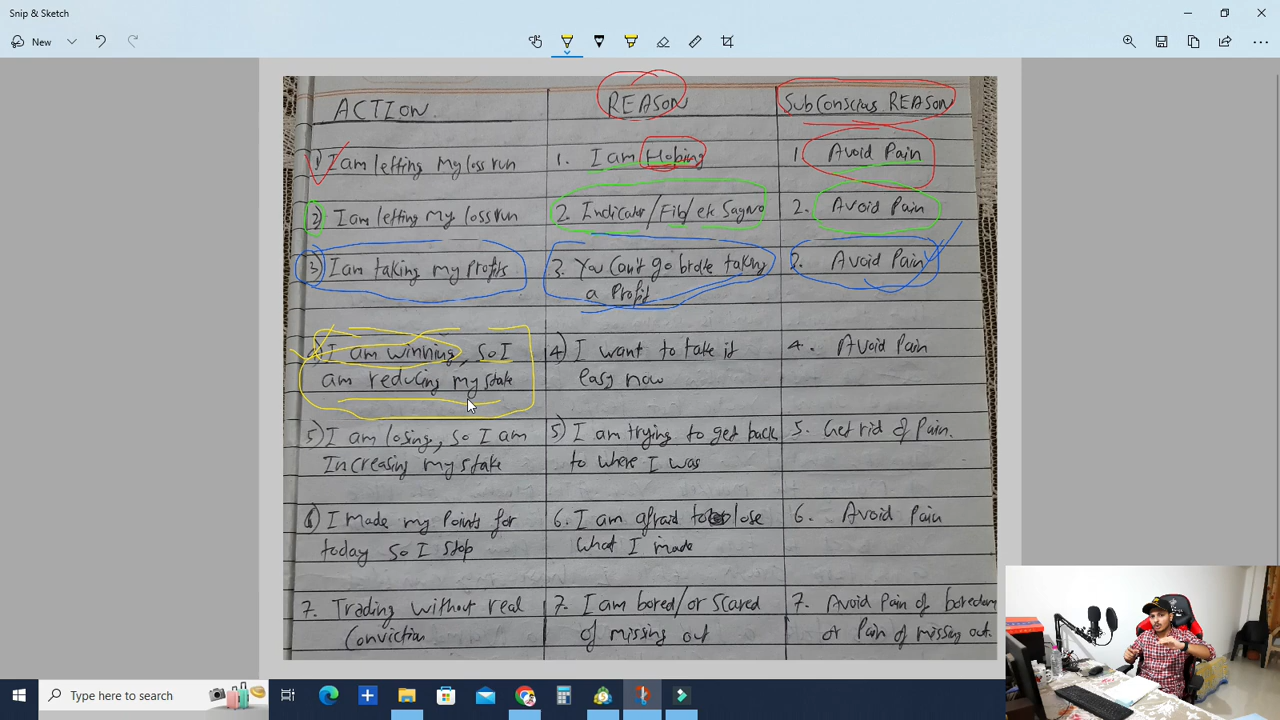 Snip & Sketch
New
ACTION.
REASON
SubConscious REASON
1) I am letting My loss run
1. I am Hoping
1 Avoid Pain
2) I am letting my loss run
2. Indicator/Fib/
2. Avoid Pain
3) I am taking my Profits
3. You Can't go broke taking
a Profit
2. Avoid Pain
I am winning, so I
am reducing my stake
4) I want to take it
easy now
4. Avoid Pain
5) I am losing, so I am
Increasing my stake
5) I am trying to get back
to where I was
5. Get rid of Pain.
6) I made my Points for
today so I stop
6. I am afraid to lose
What I made
6. Avoid Pain
7. Trading without real
Conviction
7. I am bored/or scared
of missing out
7. Avoid Pain of boredom
or Pain of missing out.
Type here to search